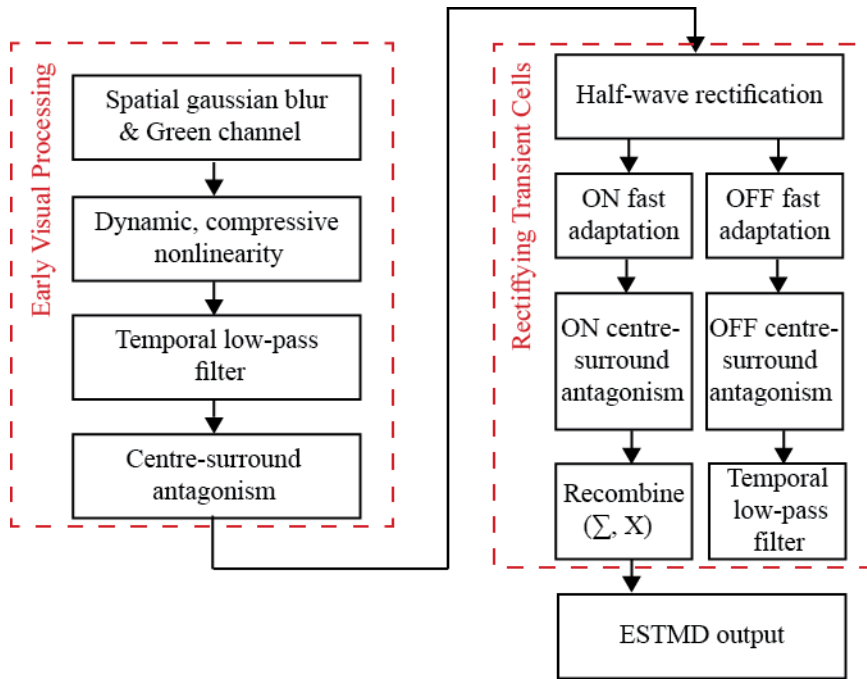 Early Visual Processing
Spatial gaussian blur
& Green channel
Dynamic, compressive
nonlinearity
Temporal low-pass
filter
Centre-surround
antagonism
Rectiffying Transient Cells
Half-wave rectification
ON fast
adaptation
OFF fast
adaptation
ON centre-
surround
antagonism
OFF centre-
surround
antagonism
Recombine
(∑, X)
Temporal
low-pass
filter
ESTMD output